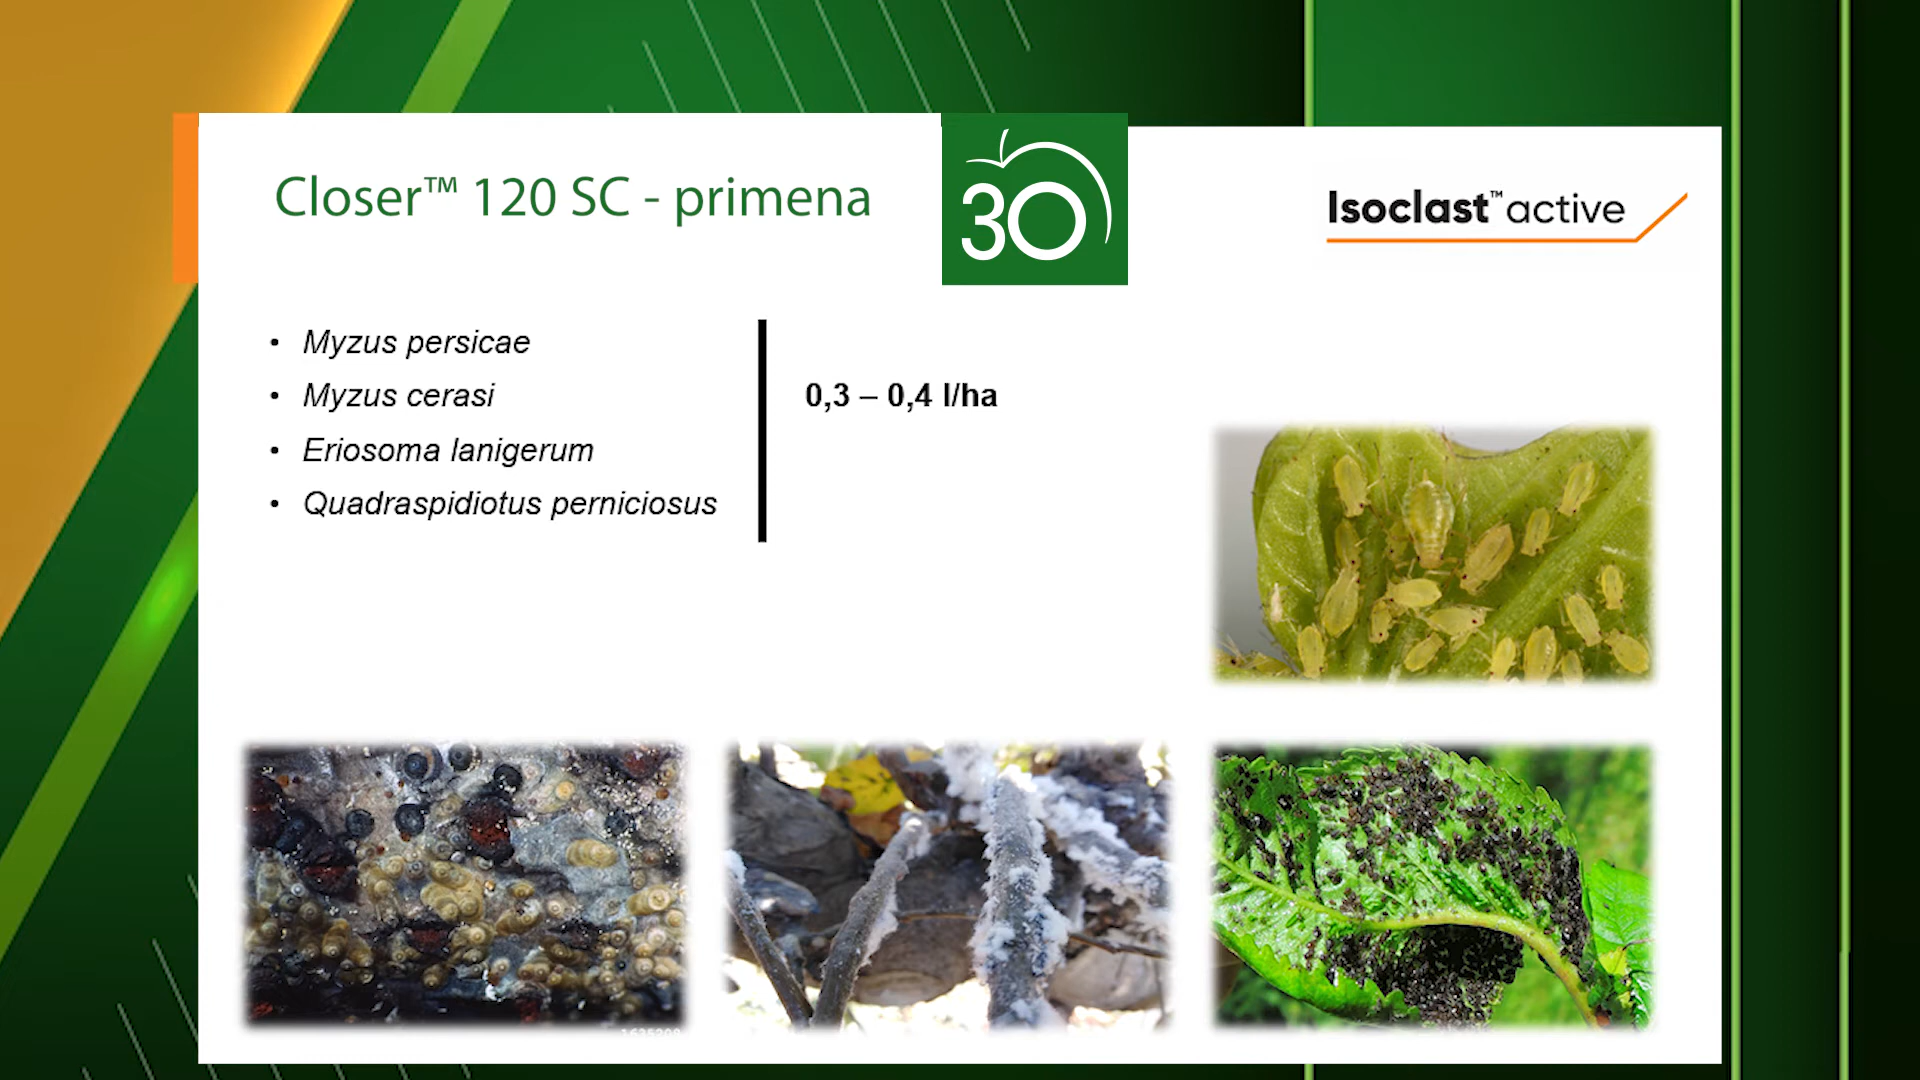 Closer™ 120 SC - primena
30
Isoclast™ active
• Myzus persicae
• Myzus cerasi
0,3 – 0,4 l/ha
• Eriosoma lanigerum
• Quadraspidiotus perniciosus